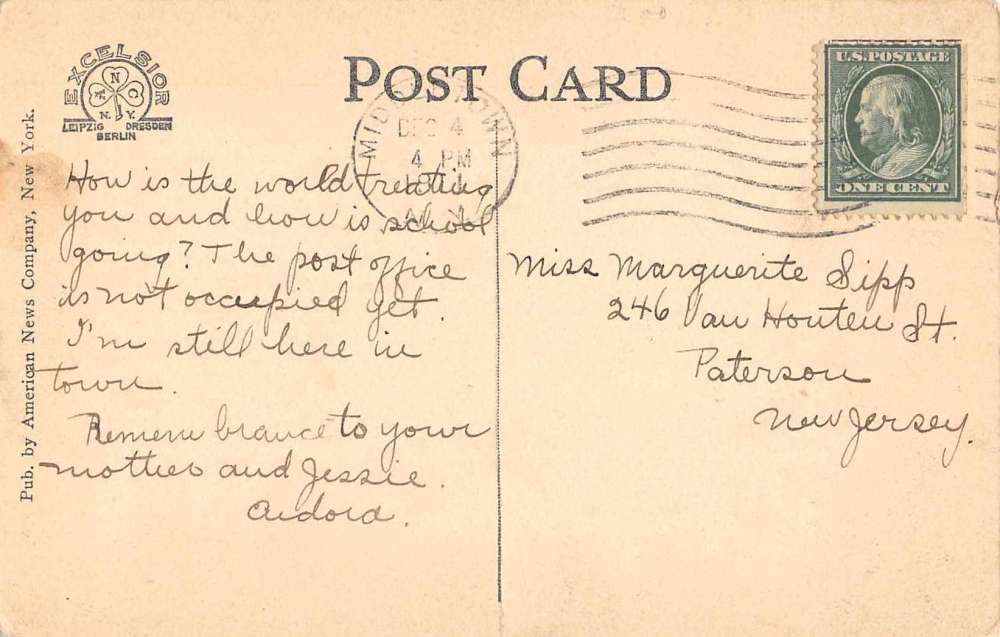 EXCELSIOR
A N C
N. Y.
LEIPZIG DRESDEN
BERLIN
POST CARD
DEC 4
4 PM
U.S. POSTAGE
ONE CENT
Pub. by American News Company, New York.
How is the world treating
you and how is school
going? The post office
is not occupied yet.
I'm still here in
town.
Remembrance to your
mother and Jessie.
Miss Marguerite Sipp
246 Van Houten St.
Paterson
New Jersey.